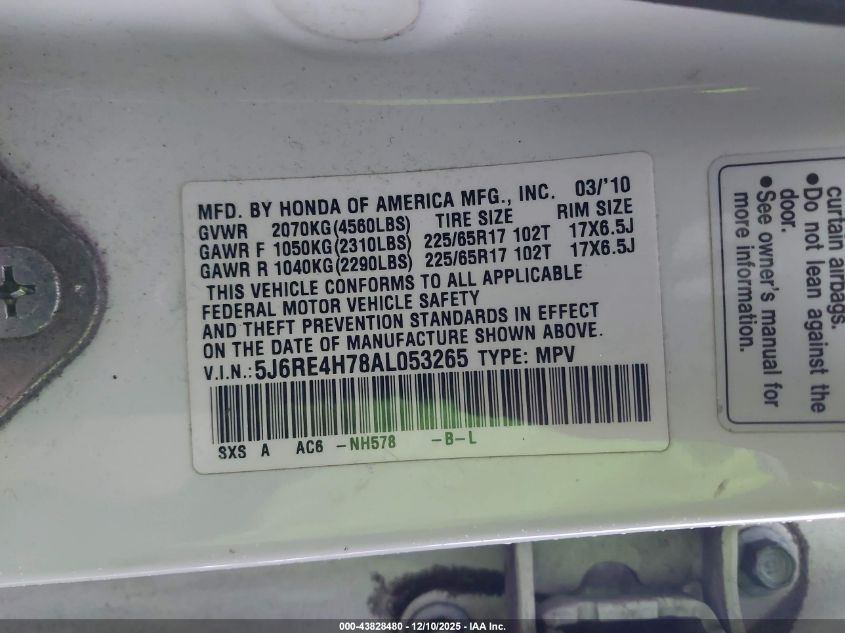 MFD. BY HONDA OF AMERICA MFG., INC. 03/'10
GVWR 2070KG(4560LBS) TIRE SIZE RIM SIZE
GAWR F 1050KG(2310LBS) 225/65R17 102T 17X6.5J
GAWR R 1040KG(2290LBS) 225/65R17 102T 17X6.5J
THIS VEHICLE CONFORMS TO ALL APPLICABLE
FEDERAL MOTOR VEHICLE SAFETY
AND THEFT PREVENTION STANDARDS IN EFFECT
ON THE DATE OF MANUFACTURE SHOWN ABOVE.
V.I.N.:5J6RE4H78AL053265 TYPE: MPV
SXS A AC6 -NH578 -B-L
curtain airbags.
•Do not lean against the
door.
•See owner's manual for
more information.
000-43828480 - 12/10/2025 - IAA Inc.